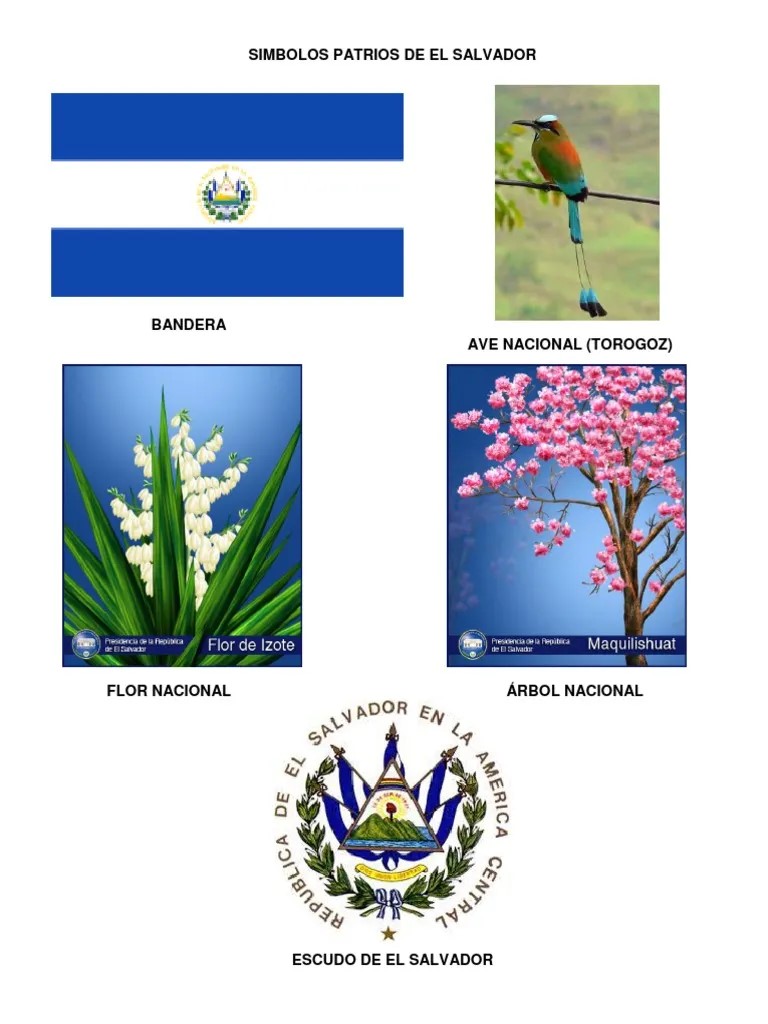 SIMBOLOS PATRIOS DE EL SALVADOR
BANDERA
AVE NACIONAL (TOROGOZ)
Presidencia de la República
de El Salvador
Flor de Izote
Presidencia de la República
de El Salvador
Maquilishuat
FLOR NACIONAL
ÁRBOL NACIONAL
REPUBLICA DE EL SALVADOR EN LA AMERICA CENTRAL
ESCUDO DE EL SALVADOR